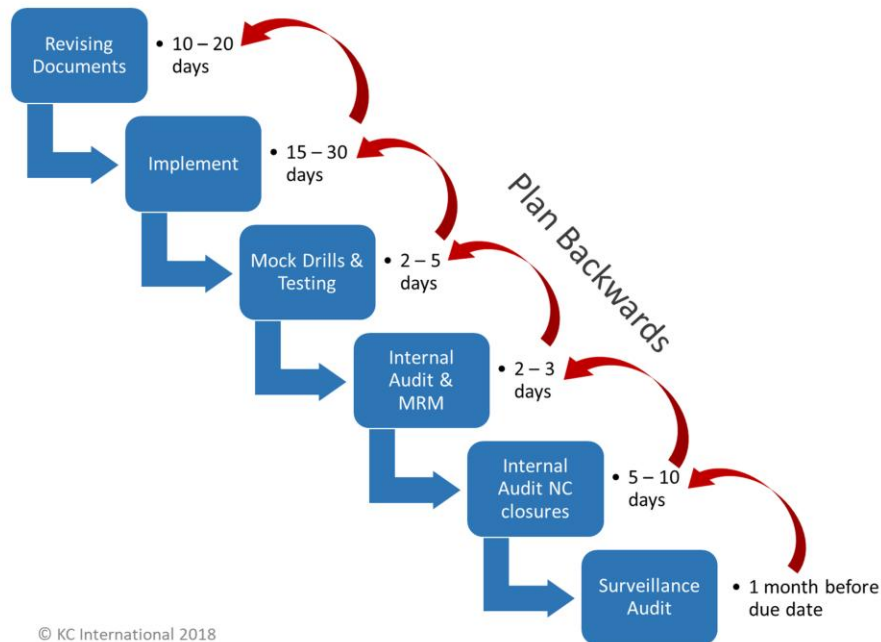 Revising
Documents
• 10 – 20
days
Implement
• 15 – 30
days
Mock Drills &
Testing
• 2 – 5
days
Internal
Audit &
MRM
• 2 – 3
days
Internal
Audit NC
closures
• 5 – 10
days
Surveillance
Audit
• 1 month before
due date
Plan Backwards
© KC International 2018